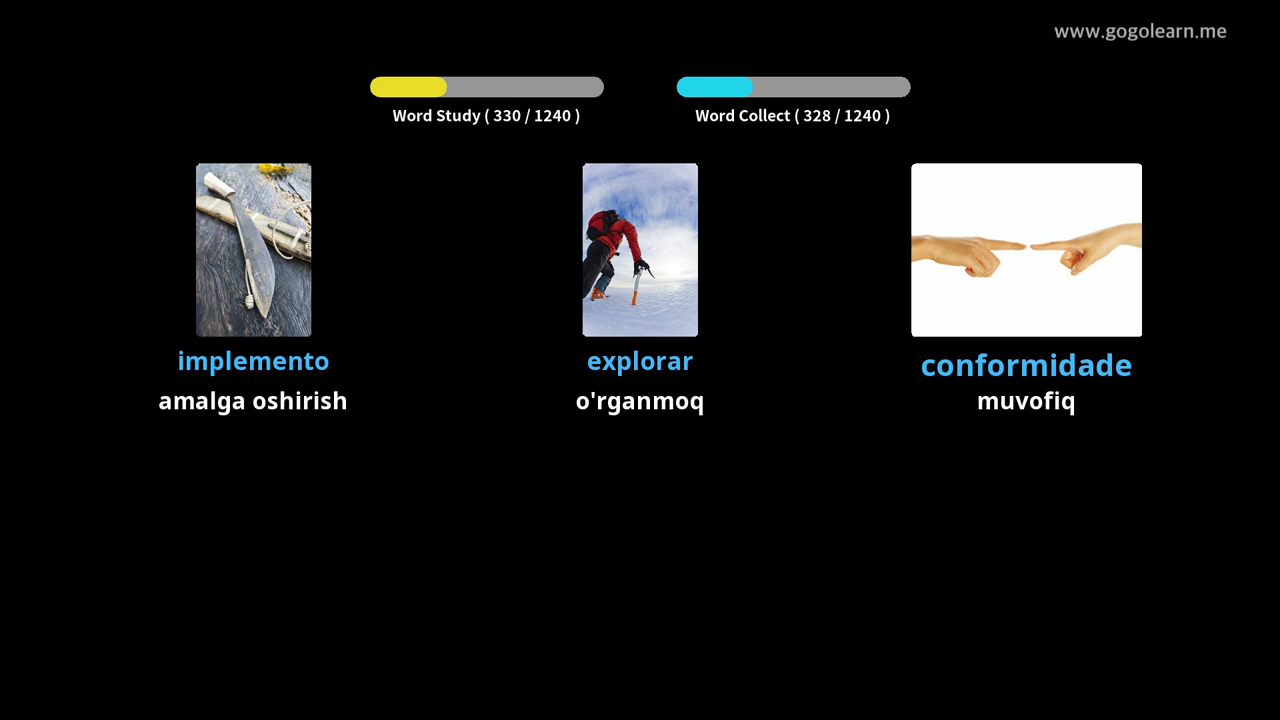 www.gogolearn.me
Word Study ( 330 / 1240 )
Word Collect ( 328 / 1240 )
implemento
explorar
conformidade
amalga oshirish
o'rganmoq
muvofiq